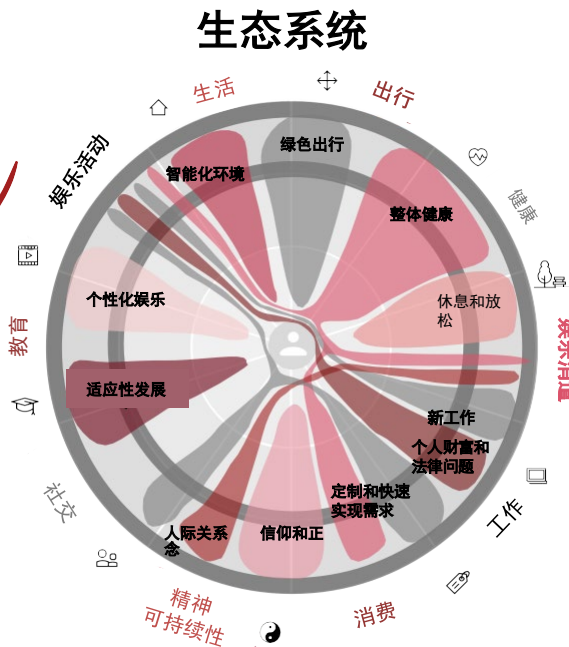 生态系统
生活
出行
娱乐活动
绿色出行
智能化环境
整体健康
健康
个性化娱乐
休息和放
松
教育
适应性发展
新工作
个人财富和
法律问题
定制和快速
实现需求
社交
工作
人际关系
念
信仰和正
精神
可持续性
消费